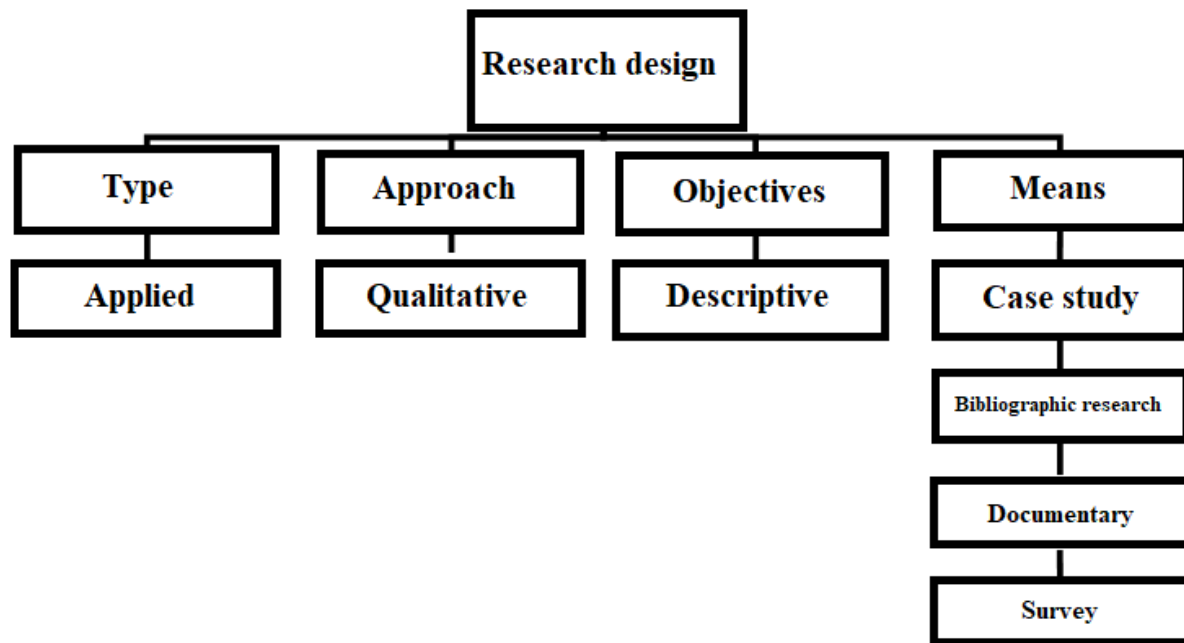 Research design
Type
Approach
Objectives
Means
Applied
Qualitative
Descriptive
Case study
Bibliographic research
Documentary
Survey